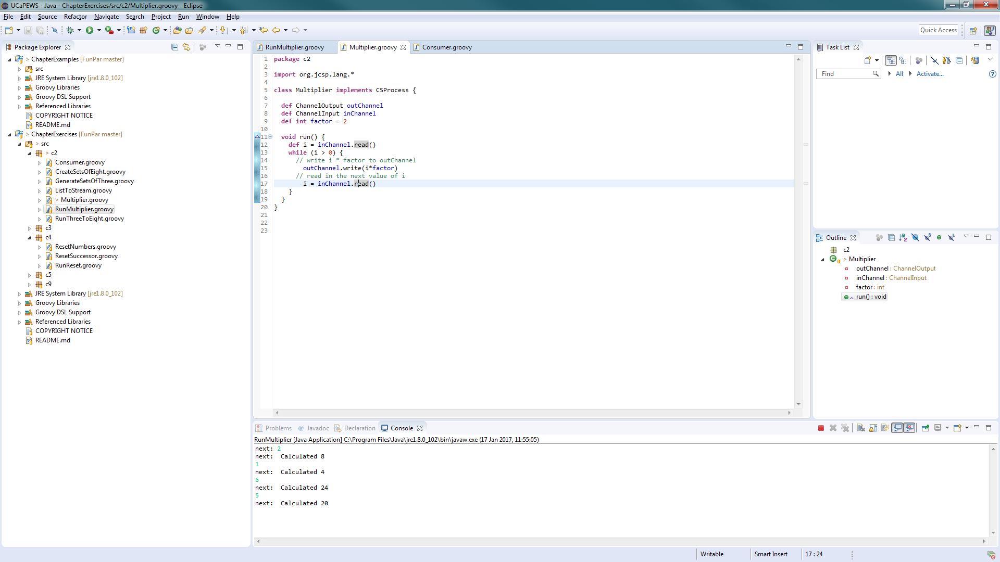 UCaPEWS - Java - ChapterExercises/src/c2/Multiplier.groovy - Eclipse
File Edit Source Refactor Navigate Search Project Run Window Help
Quick Access
Package Explorer
> ChapterExamples [FunPar master]
src
JRE System Library [jre1.8.0_102]
Groovy Libraries
Groovy DSL Support
Referenced Libraries
COPYRIGHT NOTICE
README.md
> ChapterExercises [FunPar master]
> src
> c2
Consumer.groovy
CreateSetsOfEight.groovy
GenerateSetsOfThree.groovy
ListToStream.groovy
> Multiplier.groovy
RunMultiplier.groovy
RunThreeToEight.groovy
c3
c4
ResetNumbers.groovy
ResetSuccessor.groovy
RunReset.groovy
c5
c9
JRE System Library [jre1.8.0_102]
Groovy Libraries
Groovy DSL Support
Referenced Libraries
COPYRIGHT NOTICE
README.md
RunMultiplier.groovy Multiplier.groovy Consumer.groovy
1 package c2
2
3 import org.jcsp.lang.*
4
5 class Multiplier implements CSProcess {
6
7 def ChannelOutput outChannel
8 def ChannelInput inChannel
9 def int factor = 2
10
11 void run() {
12 def i = inChannel.read()
13 while (i > 0) {
14 // write i * factor to outChannel
15 outChannel.write(i*factor)
16 // read in the next value of i
17 i = inChannel.read()
18 }
19 }
20 }
21
22
23
Task List
Find All Activate...
Outline
c2
> Multiplier
outChannel : ChannelOutput
inChannel : ChannelInput
factor : int
run() : void
Problems Javadoc Declaration Console
RunMultiplier [Java Application] C:\Program Files\Java\jre1.8.0_102\bin\javaw.exe (17 Jan 2017, 11:55:05)
next: 2
next: Calculated 8
1
next: Calculated 4
6
next: Calculated 24
5
next: Calculated 20
Writable Smart Insert 17 : 24